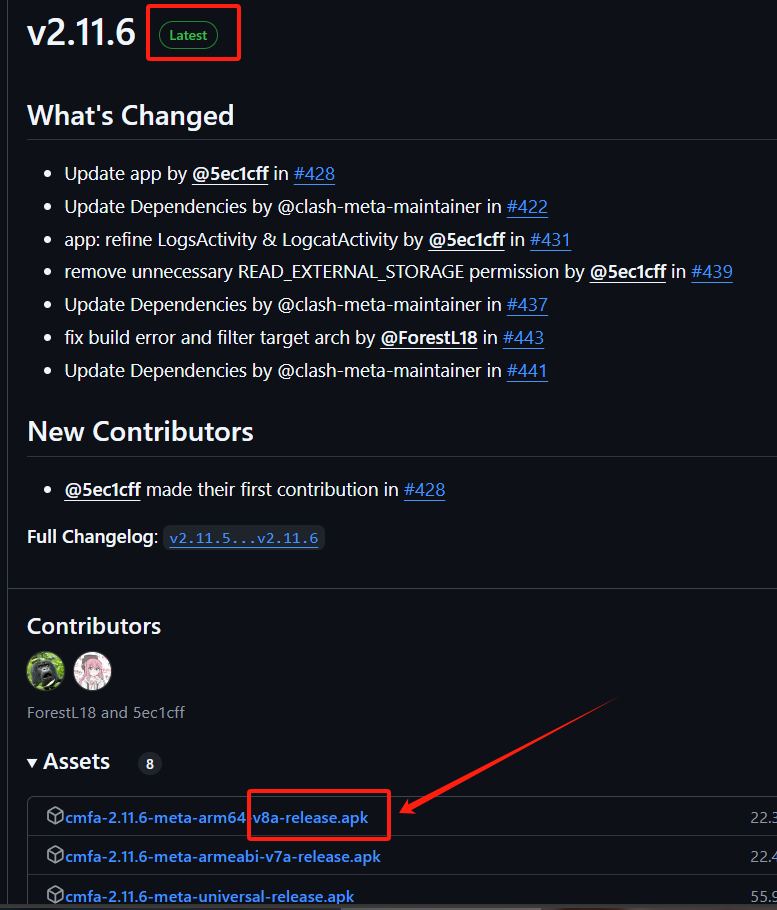 v2.11.6 Latest
What's Changed
Update app by @5ec1cff in #428
Update Dependencies by @clash-meta-maintainer in #422
app: refine LogsActivity & LogcatActivity by @5ec1cff in #431
remove unnecessary READ_EXTERNAL_STORAGE permission by @5ec1cff in #439
Update Dependencies by @clash-meta-maintainer in #437
fix build error and filter target arch by @ForestL18 in #443
Update Dependencies by @clash-meta-maintainer in #441
New Contributors
@5ec1cff made their first contribution in #428
Full Changelog: v2.11.5...v2.11.6
Contributors
ForestL18 and 5ec1cff
Assets 8
cmfa-2.11.6-meta-arm64-v8a-release.apk 22.3
cmfa-2.11.6-meta-armeabi-v7a-release.apk 22.4
cmfa-2.11.6-meta-universal-release.apk 55.9